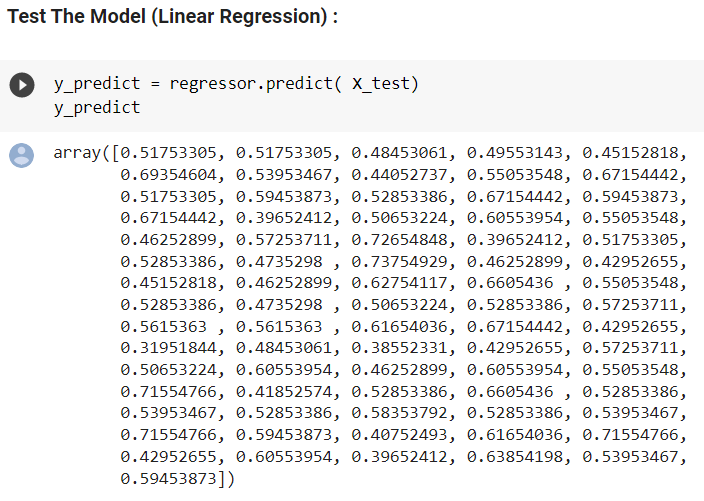 Test The Model (Linear Regression) :
y_predict = regressor.predict( X_test)
y_predict
array([0.51753305, 0.51753305, 0.48453061, 0.49553143, 0.45152818,
0.69354604, 0.53953467, 0.44052737, 0.55053548, 0.67154442,
0.51753305, 0.59453873, 0.52853386, 0.67154442, 0.59453873,
0.67154442, 0.39652412, 0.50653224, 0.60553954, 0.55053548,
0.46252899, 0.57253711, 0.72654848, 0.39652412, 0.51753305,
0.52853386, 0.4735298 , 0.73754929, 0.46252899, 0.42952655,
0.45152818, 0.46252899, 0.62754117, 0.6605436 , 0.55053548,
0.52853386, 0.4735298 , 0.50653224, 0.52853386, 0.57253711,
0.5615363 , 0.5615363 , 0.61654036, 0.67154442, 0.42952655,
0.31951844, 0.48453061, 0.38552331, 0.42952655, 0.57253711,
0.50653224, 0.60553954, 0.46252899, 0.60553954, 0.55053548,
0.71554766, 0.41852574, 0.52853386, 0.6605436 , 0.52853386,
0.53953467, 0.52853386, 0.58353792, 0.52853386, 0.53953467,
0.71554766, 0.59453873, 0.40752493, 0.61654036, 0.71554766,
0.42952655, 0.60553954, 0.39652412, 0.63854198, 0.53953467,
0.59453873])